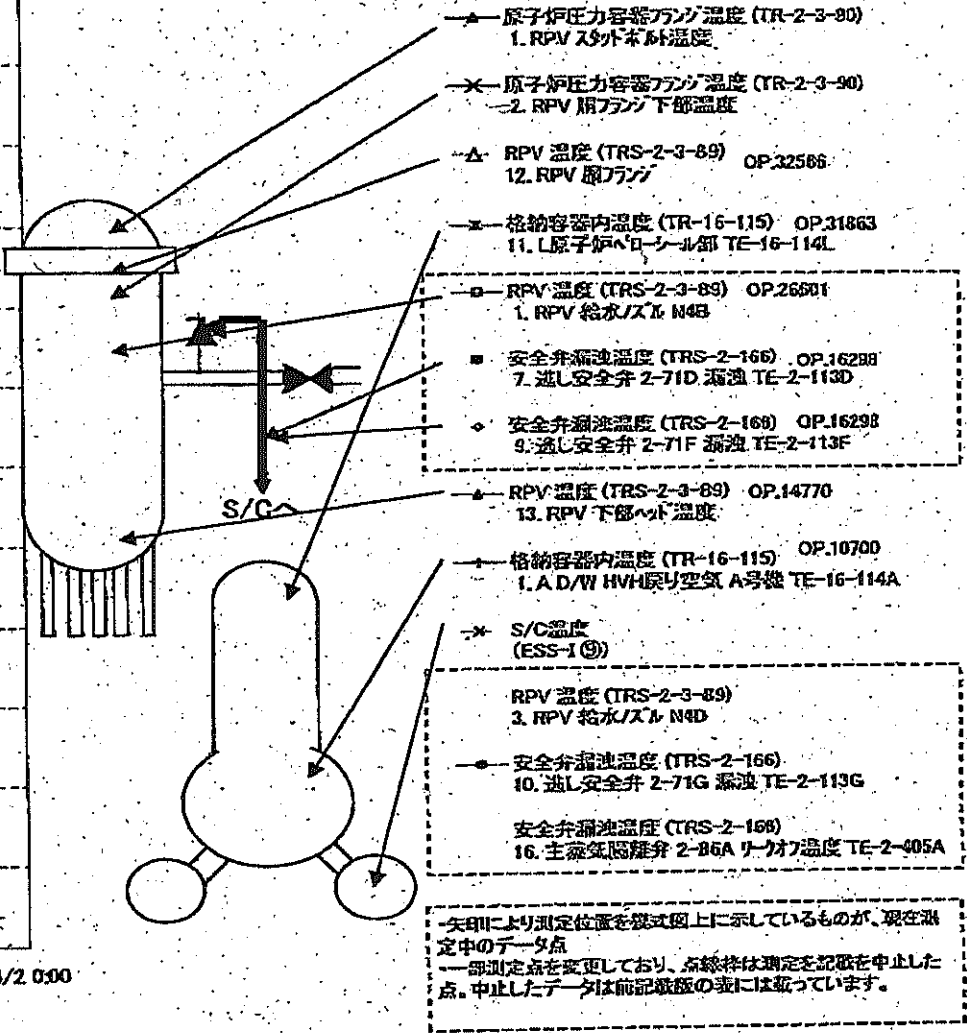 原子炉圧力容器フランジ温度 (TR-2-3-90)
1. RPV スタッドボルト温度
原子炉圧力容器フランジ温度 (TR-2-3-90)
2. RPV 胴フランジ下部温度
RPV 温度 (TRS-2-3-89) OP.32566
12. RPV 胴フランジ
格納容器内温度 (TR-16-115) OP.31863
11. L原子炉ベローシール部 TE-16-114L
RPV 温度 (TRS-2-3-89) OP.26601
1. RPV 給水ノズル N4B
安全弁漏洩温度 (TRS-2-166) OP.16298
7. 逃し安全弁 2-71D 漏洩 TE-2-113D
安全弁漏洩温度 (TRS-2-166) OP.16298
9. 逃し安全弁 2-71F 漏洩 TE-2-113F
S/Cへ
RPV 温度 (TRS-2-3-89) OP.14770
13. RPV 下部ヘッド温度
格納容器内温度 (TR-16-115) OP.10700
1. A D/W HVH戻り空気 A号機 TE-16-114A
S/C温度
(ESS-I ⑨)
RPV 温度 (TRS-2-3-89)
3. RPV 給水ノズル N4D
安全弁漏洩温度 (TRS-2-166)
10. 逃し安全弁 2-71G 漏洩 TE-2-113G
安全弁漏洩温度 (TRS-2-166)
16. 主蒸気隔離弁 2-86A リークオフ温度 TE-2-405A
・矢印により測定位置を模式図上に示しているものが、現在測
定中のデータ点
・一部測定点を変更しており、点線枠は測定を記載を中止した
点。中止したデータは前記載版の表には載っています。
/2 0:00